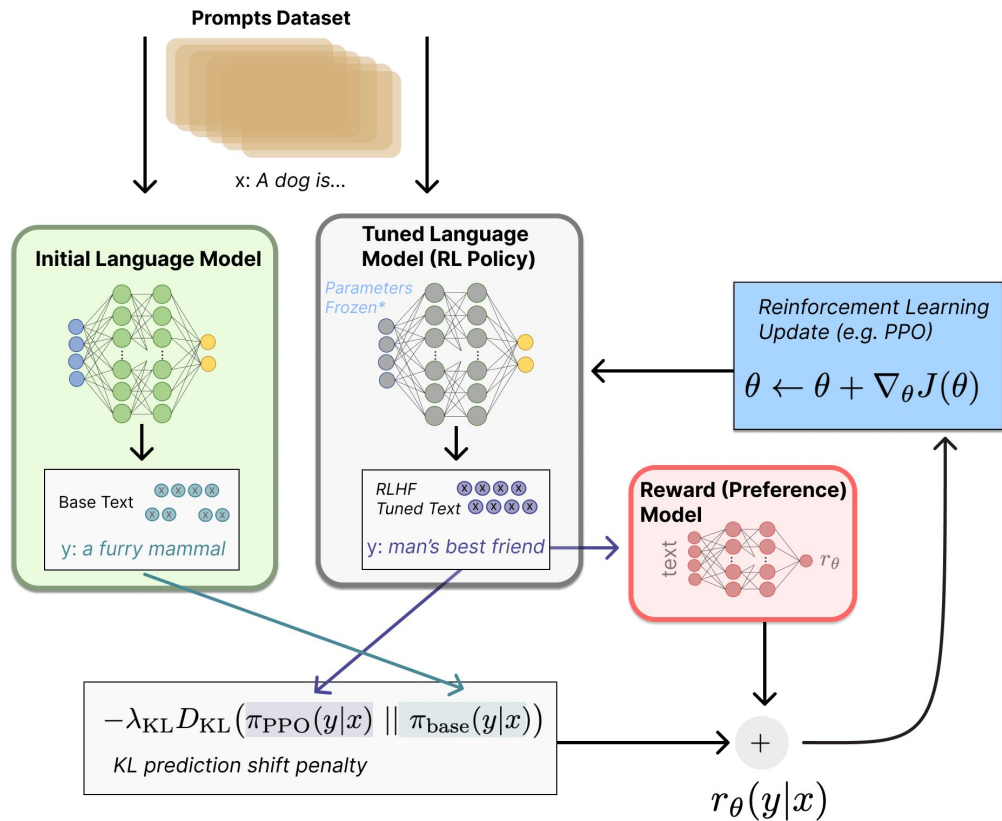 Prompts Dataset
x: A dog is...
Initial Language Model
Tuned Language
Model (RL Policy)
Parameters
Frozen*
Reinforcement Learning
Update (e.g. PPO)
θ ← θ + ∇θJ(θ)
Base Text
x x x x
x x x x
y: a furry mammal
RLHF
Tuned Text
x x x x
x x x x
y: man's best friend
Reward (Preference)
Model
text
rθ
−λKL DKL(πPPO(y|x) || πbase(y|x))
KL prediction shift penalty
+
rθ(y|x)